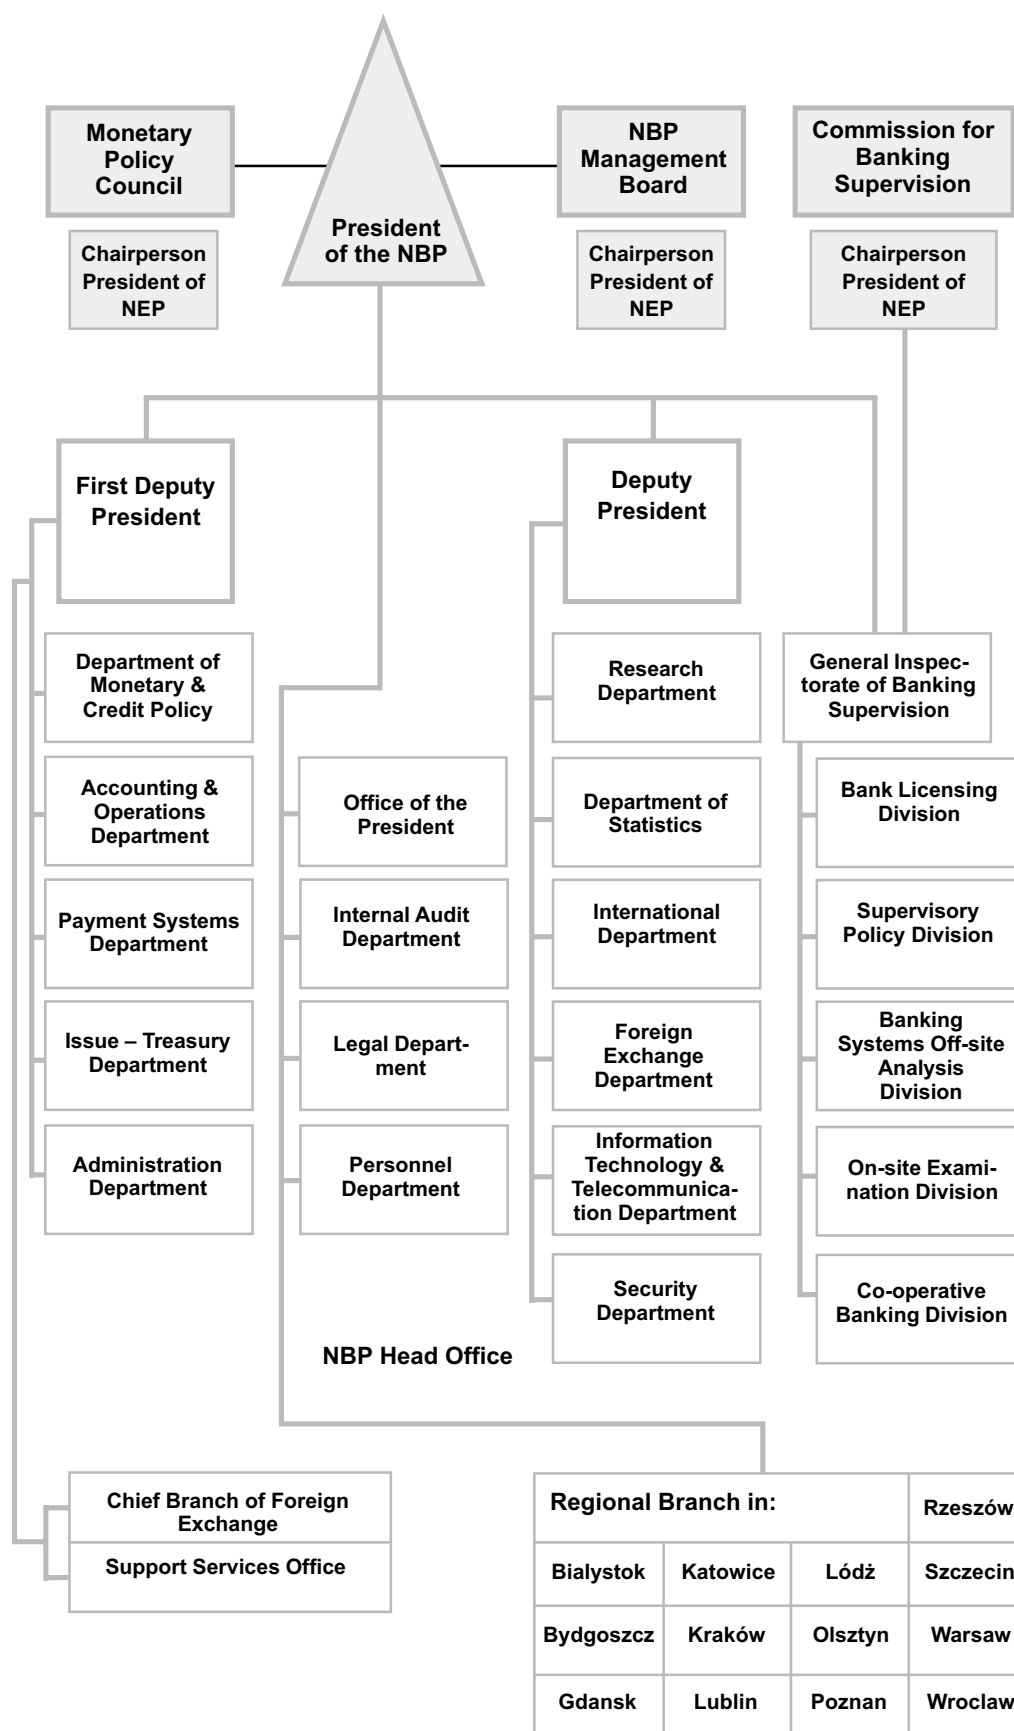 Monetary
Policy
Council
President
of the NBP
NBP
Management
Board
Commission for
Banking
Supervision
Chairperson
President of
NEP
Chairperson
President of
NEP
Chairperson
President of
NEP
First Deputy
President
Deputy
President
Department of
Monetary &
Credit Policy
Accounting &
Operations
Department
Payment Systems
Department
Issue – Treasury
Department
Administration
Department
Office of the
President
Internal Audit
Department
Legal Depart-
ment
Personnel
Department
Research
Department
Department of
Statistics
International
Department
Foreign
Exchange
Department
Information
Technology &
Telecommunica-
tion Department
Security
Department
General Inspec-
torate of Banking
Supervision
Bank Licensing
Division
Supervisory
Policy Division
Banking
Systems Off-site
Analysis
Division
On-site Exami-
nation Division
Co-operative
Banking Division
NBP Head Office
Chief Branch of Foreign
Exchange
Support Services Office
Regional Branch in:
Rzeszów
Bialystok
Katowice
Lódż
Szczecin
Bydgoszcz
Kraków
Olsztyn
Warsaw
Gdansk
Lublin
Poznan
Wroclaw